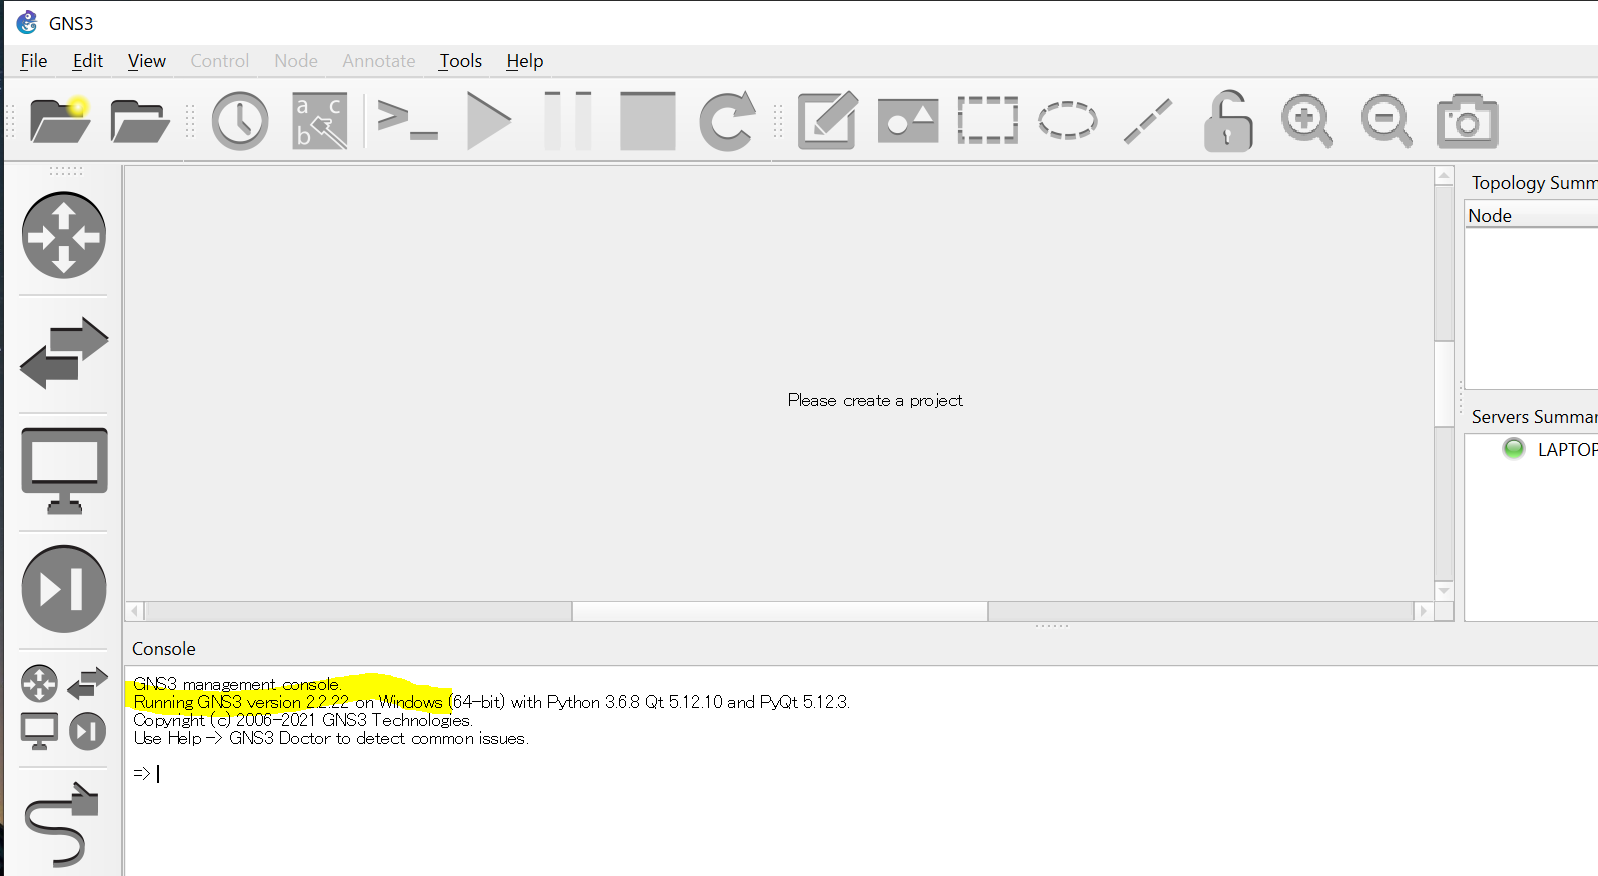 GNS3
File Edit View Control Node Annotate Tools Help
a c
b
Topology Summ
Node
Please create a project
Servers Summar
LAPTOP
Console
GNS3 management console.
Running GNS3 version 2.2.22 on Windows (64-bit) with Python 3.6.8 Qt 5.12.10 and PyQt 5.12.3.
Copyright (c) 2006-2021 GNS3 Technologies.
Use Help -> GNS3 Doctor to detect common issues.
=>